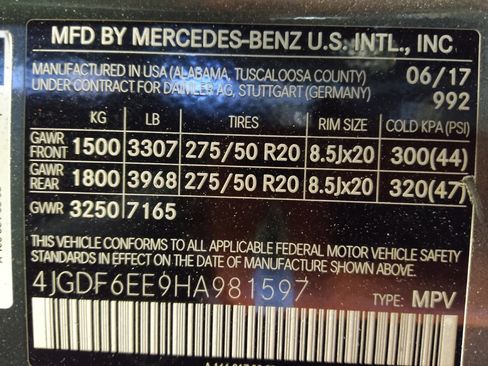 MFD BY MERCEDES-BENZ U.S. INTL., INC
MANUFACTURED IN USA (ALABAMA, TUSCALOOSA COUNTY) 06/17
UNDER CONTRACT FOR DAIMLER AG, STUTTGART (GERMANY) 992
KG LB TIRES RIM SIZE COLD KPA (PSI)
GAWR FRONT 1500 3307 275/50 R20 8.5Jx20 300(44)
GAWR REAR 1800 3968 275/50 R20 8.5Jx20 320(47)
GVWR 3250 7165
THIS VEHICLE CONFORMS TO ALL APPLICABLE FEDERAL MOTOR VEHICLE SAFETY
STANDARDS IN EFFECT ON THE DATE OF MANUFACTURE SHOWN ABOVE.
4JGDF6EE9HA981597 TYPE: MPV